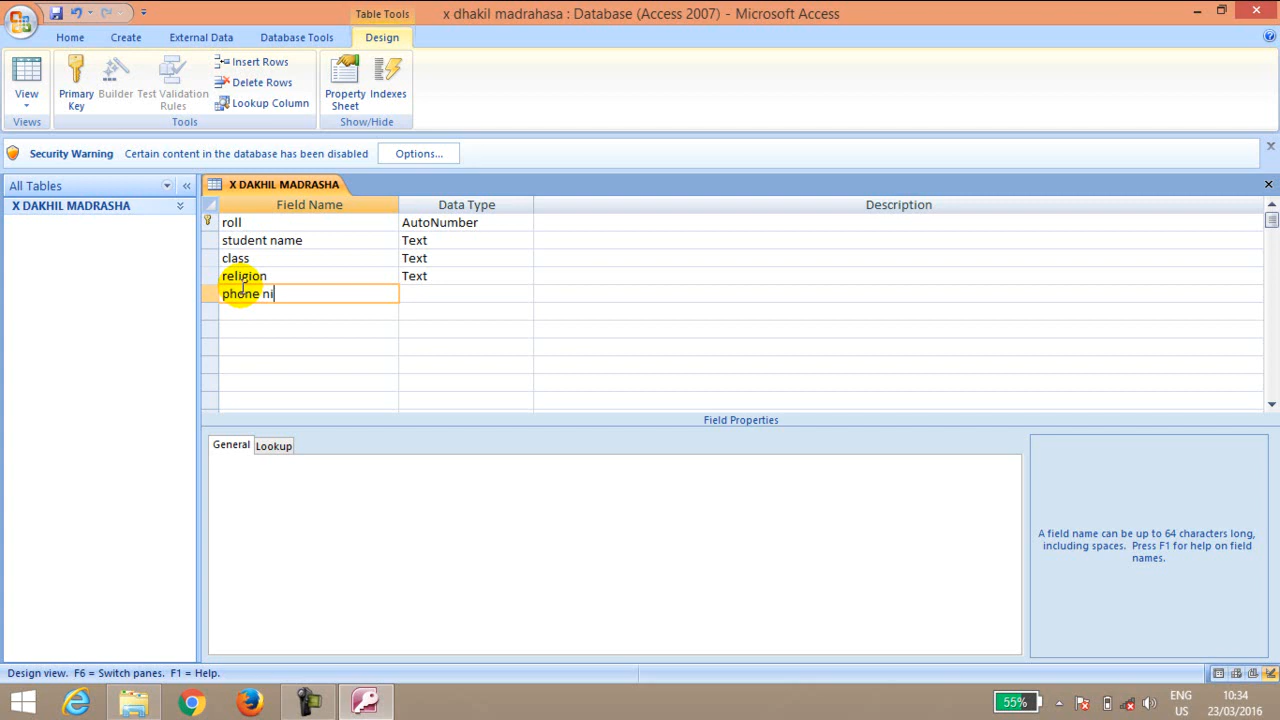 Table Tools
x dhakil madrahasa : Database (Access 2007) - Microsoft Access
Home
Create
External Data
Database Tools
Design
View
Primary
Key
Builder
Test Validation
Rules
Insert Rows
Delete Rows
Lookup Column
Property
Sheet
Indexes
Views
Tools
Show/Hide
Security Warning
Certain content in the database has been disabled
Options...
All Tables
X DAKHIL MADRASHA
X DAKHIL MADRASHA
Field Name
Data Type
Description
roll
AutoNumber
student name
Text
class
Text
religion
Text
phone ni
Field Properties
General
Lookup
A field name can be up to 64 characters long,
including spaces. Press F1 for help on field
names.
Design view. F6 = Switch panes. F1 = Help.
55%
ENG
US
10:34
23/03/2016